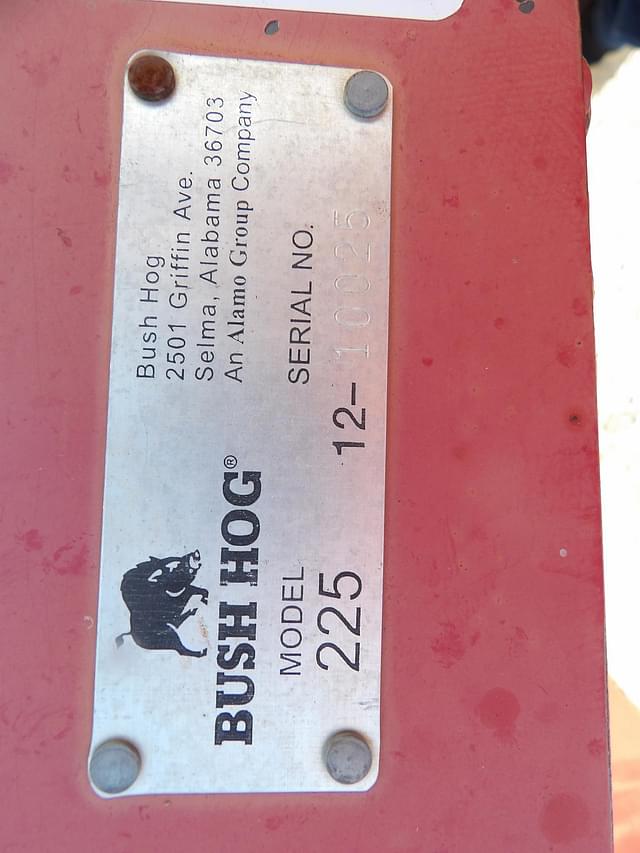 BUSH HOG®
Bush Hog
2501 Griffin Ave.
Selma, Alabama 36703
An Alamo Group Company
MODEL
225
SERIAL NO.
12–10025